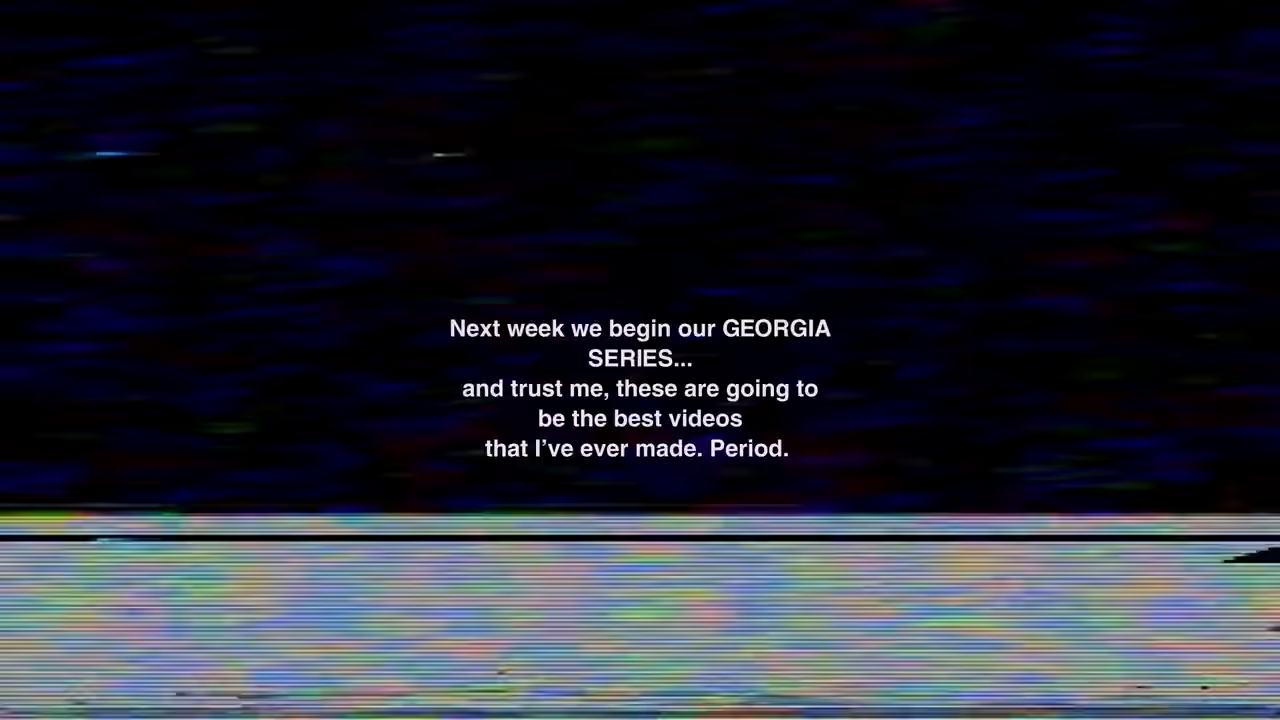 Next week we begin our GEORGIA
SERIES...
and trust me, these are going to
be the best videos
that I’ve ever made. Period.